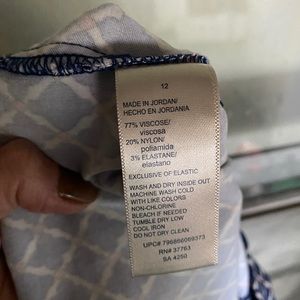 12
MADE IN JORDAN/
HECHO EN JORDANIA
77% VISCOSE/
viscosa
20% NYLON/
poliamida
3% ELASTANE/
elastano
EXCLUSIVE OF ELASTIC
WASH AND DRY INSIDE OUT
MACHINE WASH COLD
WITH LIKE COLORS
NON-CHLORINE
BLEACH IF NEEDED
TUMBLE DRY LOW
COOL IRON
DO NOT DRY CLEAN
UPC# 796866069373
RN# 37763
SA 4250